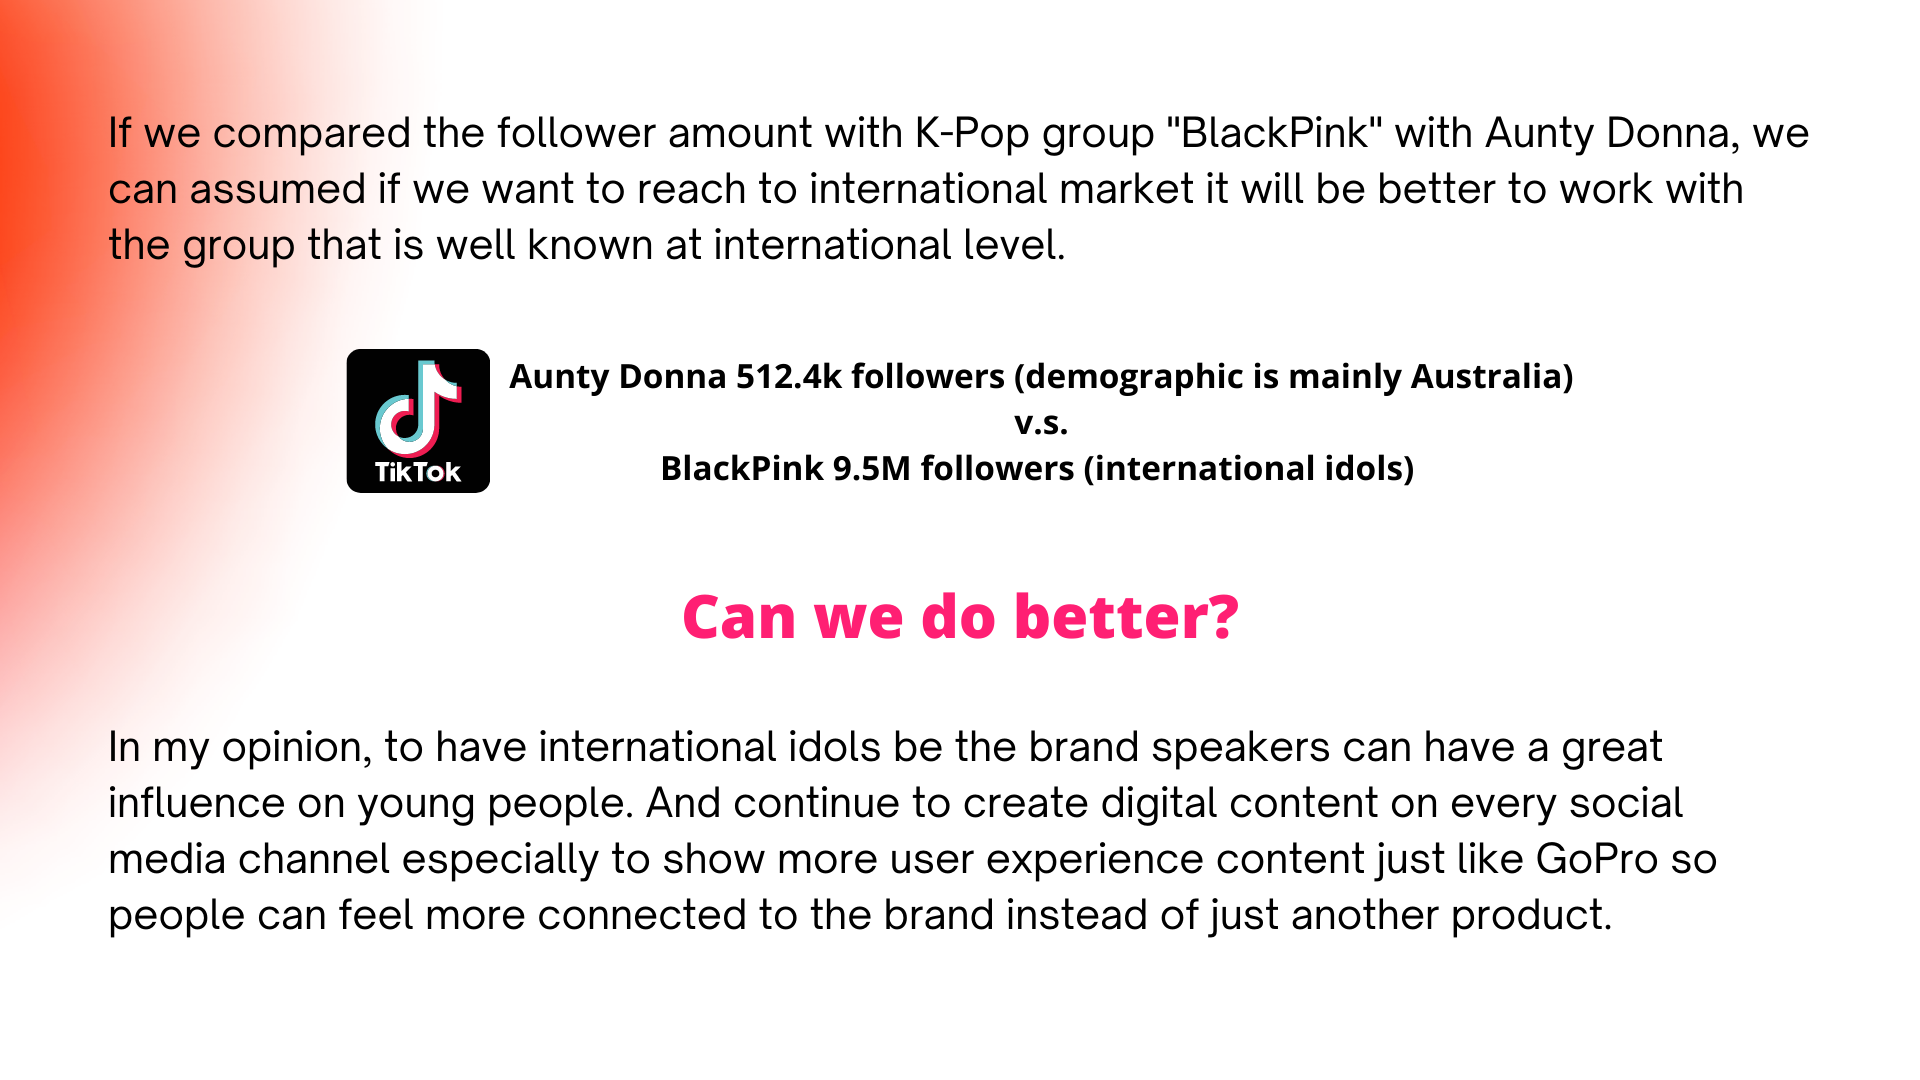 If we compared the follower amount with K-Pop group "BlackPink" with Aunty Donna, we
can assumed if we want to reach to international market it will be better to work with
the group that is well known at international level.
TikTok
Aunty Donna 512.4k followers (demographic is mainly Australia)
v.s.
BlackPink 9.5M followers (international idols)
Can we do better?
In my opinion, to have international idols be the brand speakers can have a great
influence on young people. And continue to create digital content on every social
media channel especially to show more user experience content just like GoPro so
people can feel more connected to the brand instead of just another product.